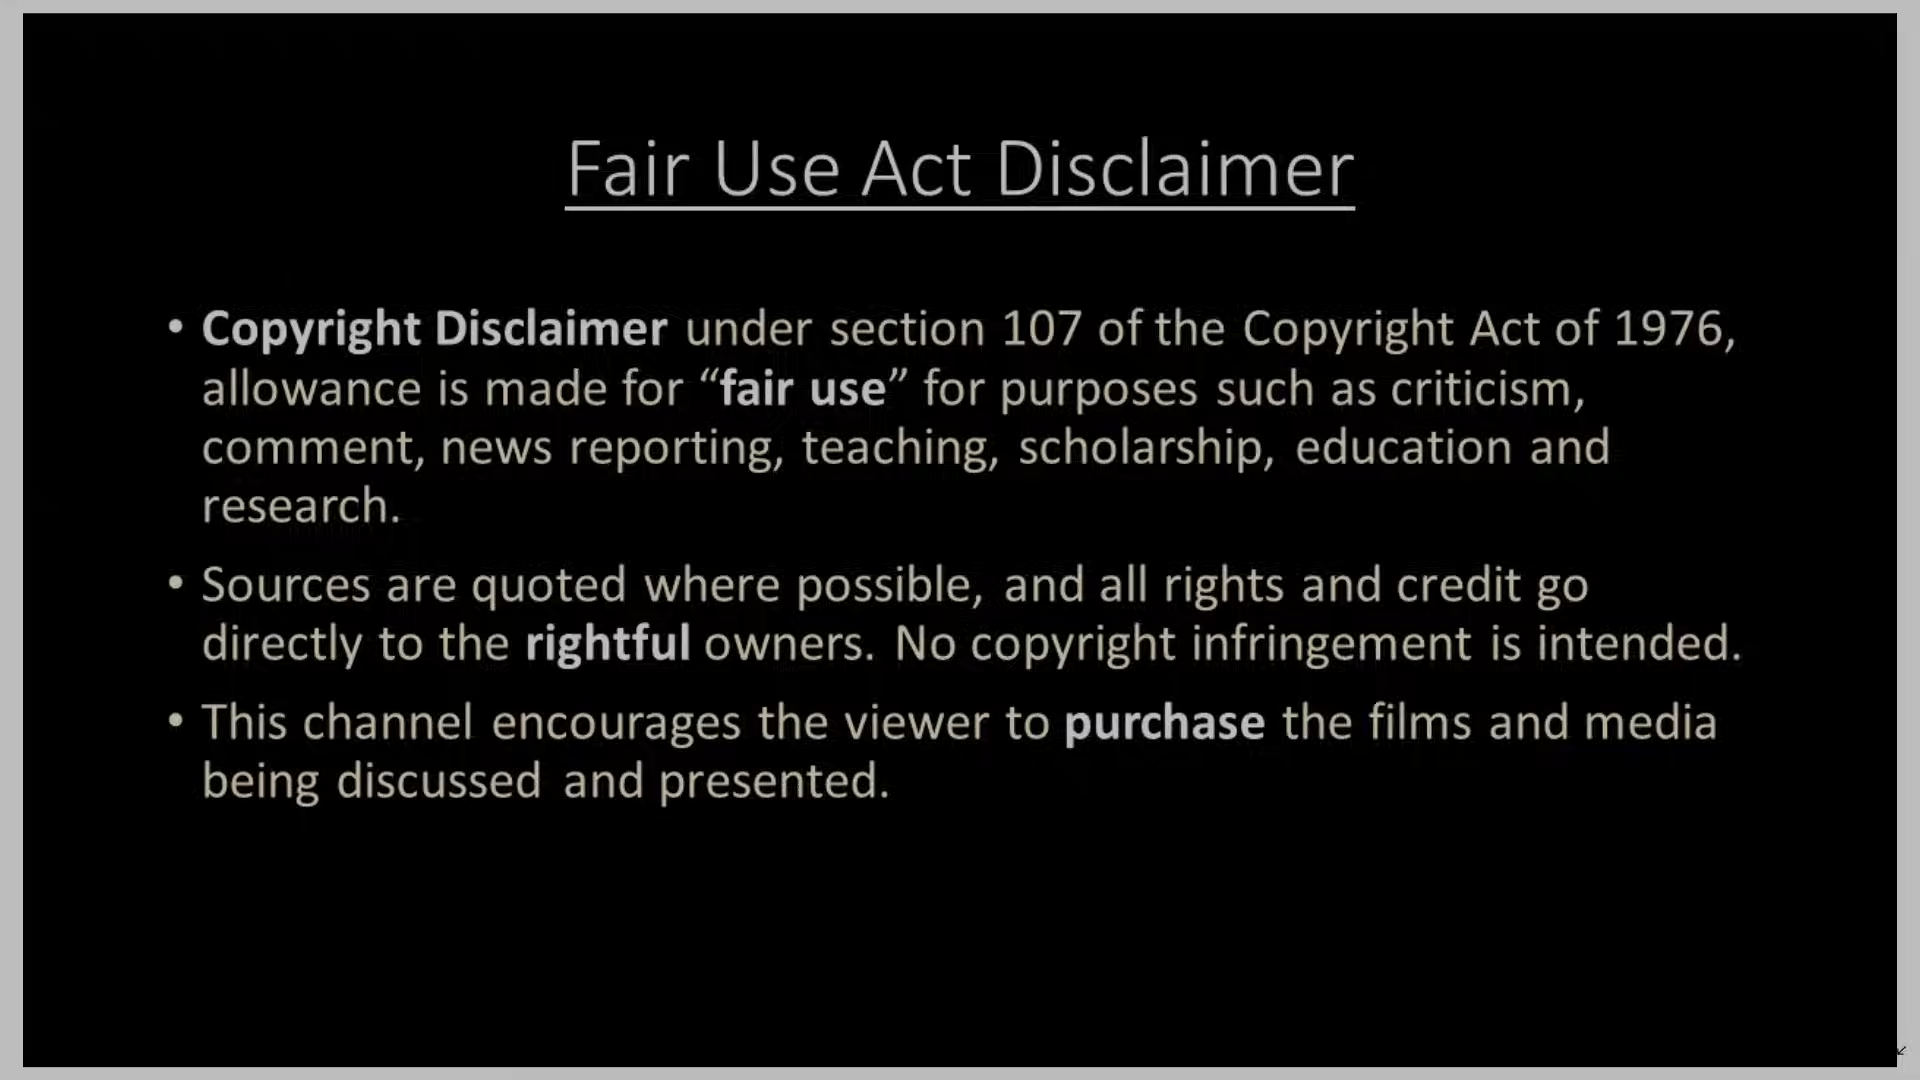 Fair Use Act Disclaimer
• Copyright Disclaimer under section 107 of the Copyright Act of 1976,
allowance is made for “fair use” for purposes such as criticism,
comment, news reporting, teaching, scholarship, education and
research.
• Sources are quoted where possible, and all rights and credit go
directly to the rightful owners. No copyright infringement is intended.
• This channel encourages the viewer to purchase the films and media
being discussed and presented.